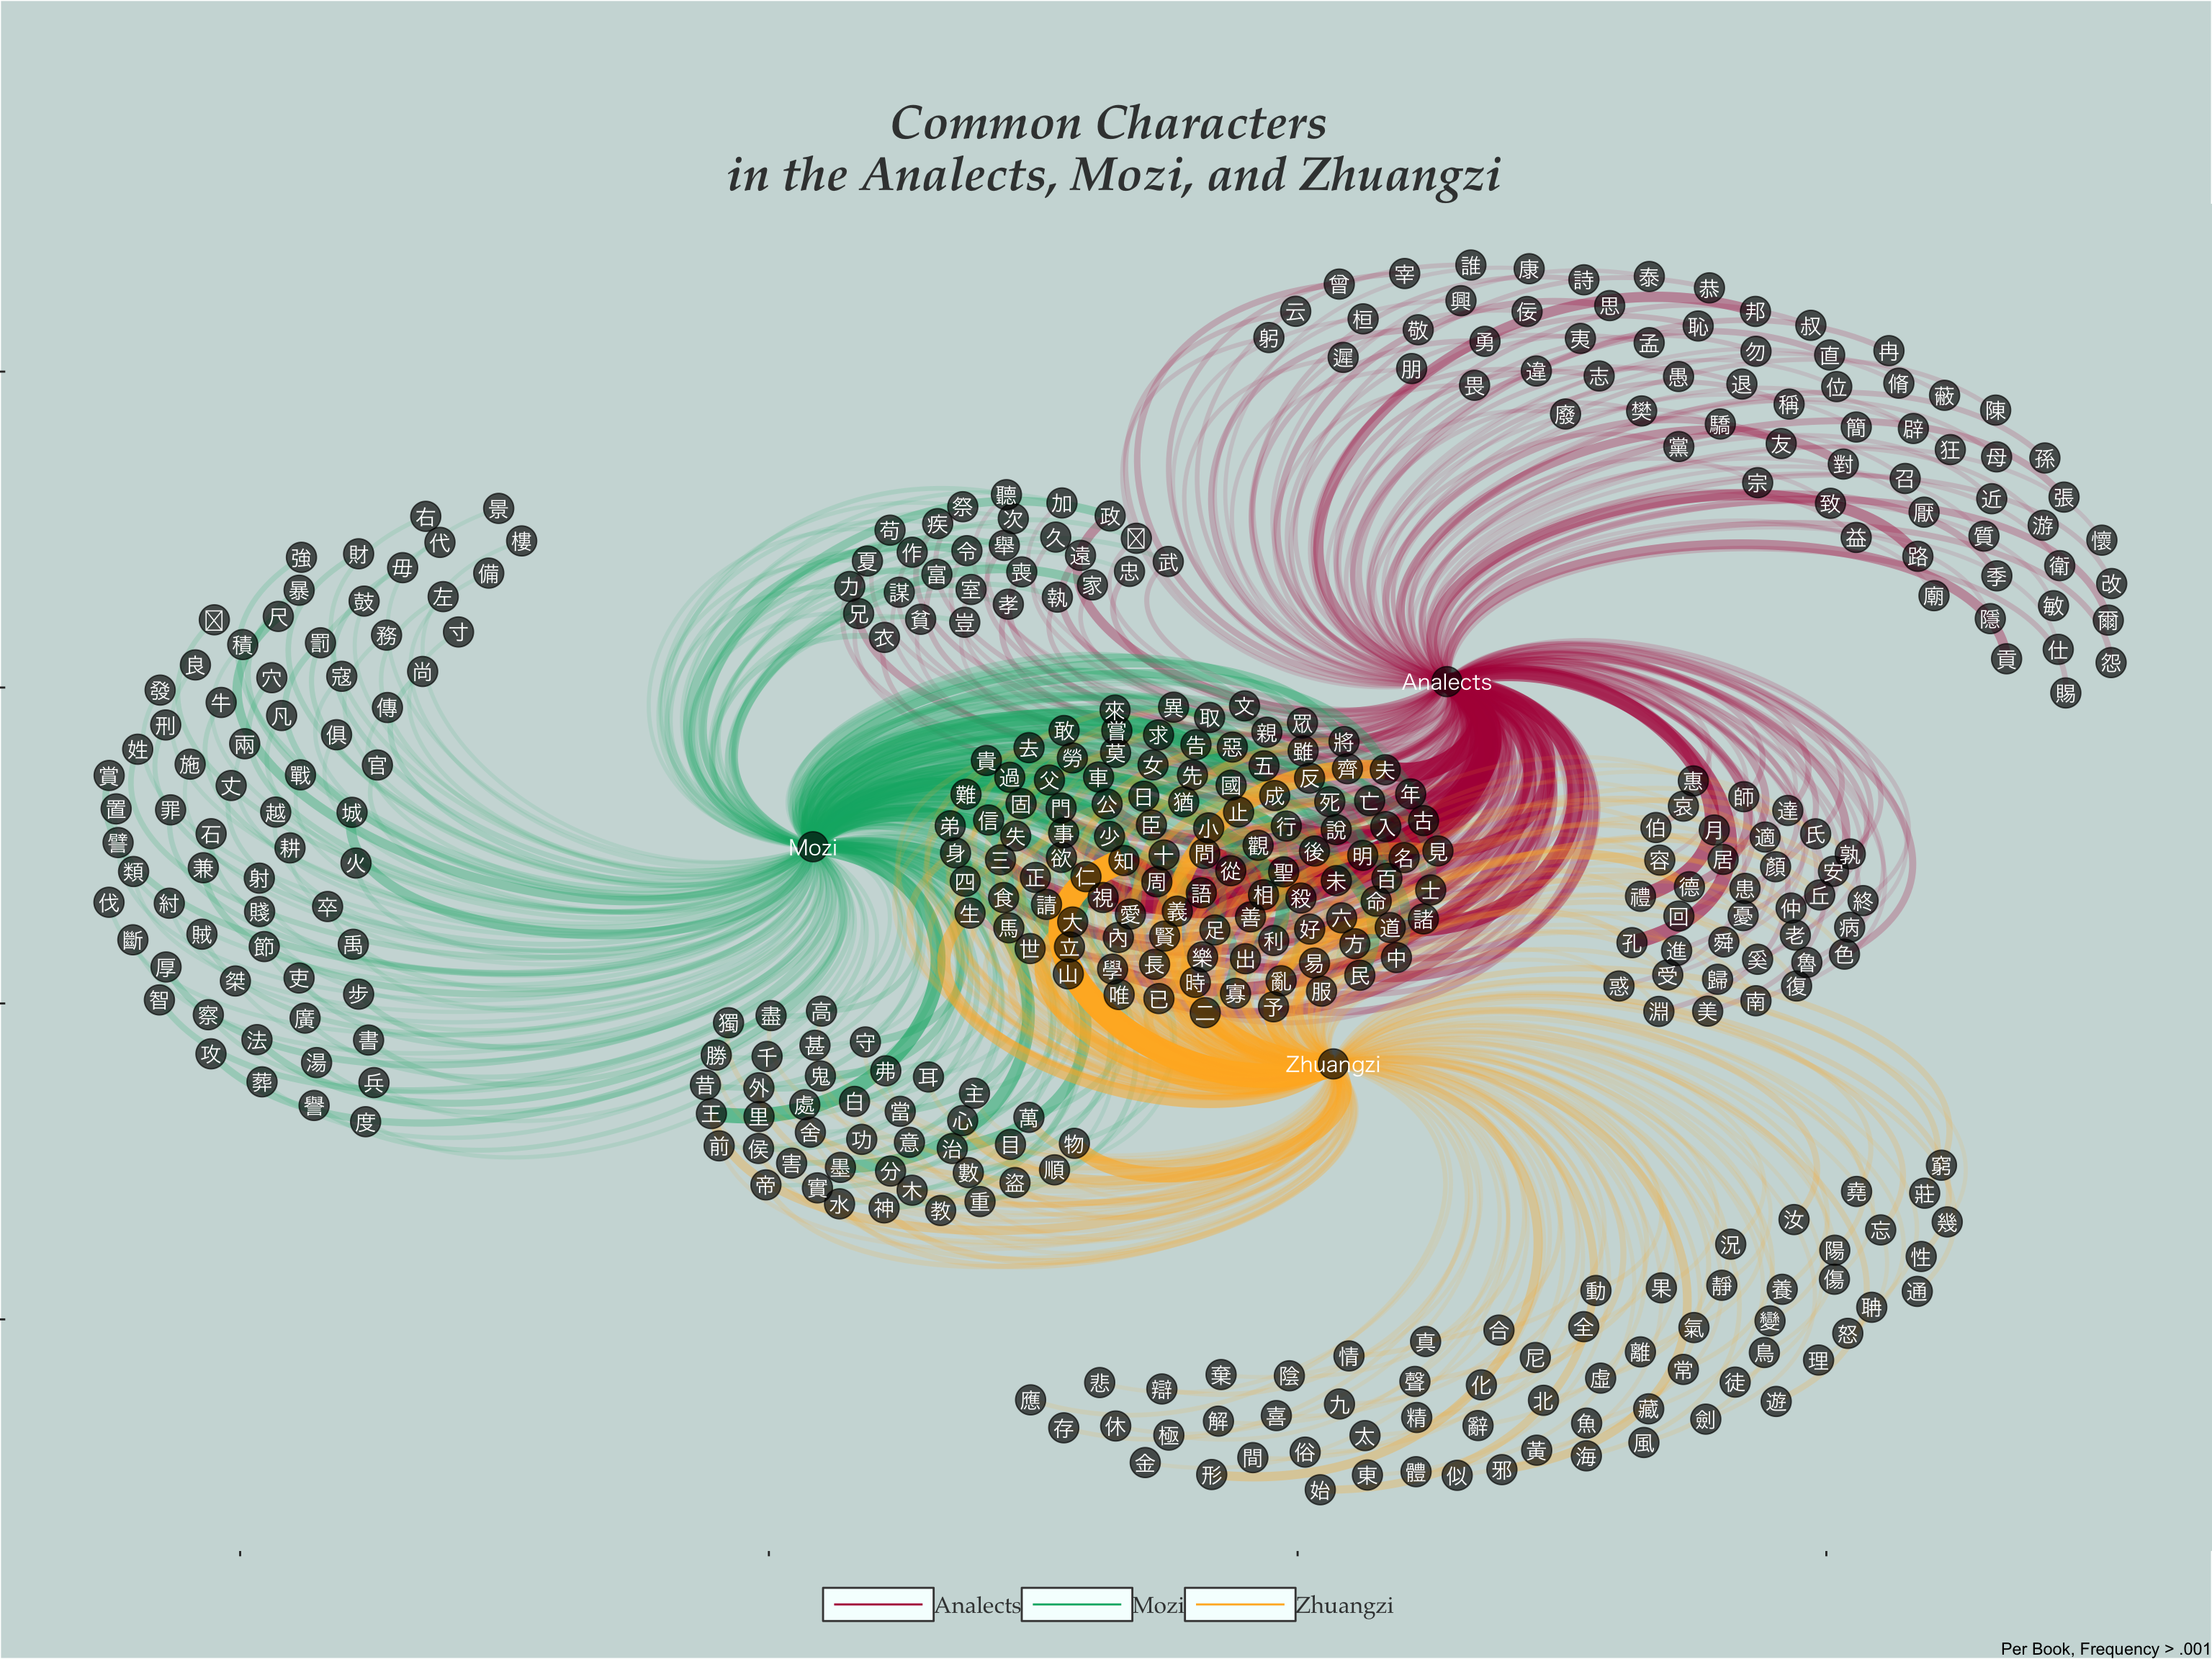 Common Characters
in the Analects, Mozi, and Zhuangzi
誰
康
宰
詩
泰
曾
恭
云
桓
興
佞
思
邦
躬
遲
敬
勇
夷
孟
恥
勿
叔
直
冉
朋
畏
違
志
愚
退
位
脩
蔽
陳
廢
樊
稱
驕
簡
辟
狂
母
孫
黨
友
對
召
近
張
宗
致
厭
質
游
懷
益
路
季
衛
改
廟
隱
敏
爾
貢
仕
怨
賜
Analects
祭
聽
加
苟
疾
次
政
夏
作
令
舉
久
遠
武
力
謀
富
室
喪
家
忠
兄
貧
孝
執
衣
豈
右
景
代
樓
強
財
毋
備
暴
鼓
左
尺
罰
務
寸
積
良
穴
寇
尚
發
牛
凡
傳
刑
姓
兩
俱
賞
施
丈
戰
官
置
罪
越
城
譬
石
耕
火
類
兼
射
伐
紂
賤
卒
斷
賊
節
禹
厚
桀
吏
步
智
察
廣
攻
法
湯
書
葬
兵
譽
度
Mozi
來
異
取
文
敢
嘗
求
親
眾
去
勞
莫
告
惡
雖
將
貴
過
父
車
女
先
五
反
齊
夫
難
固
門
公
日
猶
國
成
死
亡
年
弟
信
失
事
少
臣
小
止
行
說
入
古
身
三
欲
知
十
問
觀
後
明
名
見
四
食
正
仁
周
從
聖
未
百
士
生
請
視
愛
義
語
相
殺
命
諸
馬
大
內
賢
足
善
好
六
道
世
立
利
方
中
山
學
長
樂
出
易
民
唯
已
時
寡
亂
服
二
予
Zhuangzi
惠
師
哀
達
伯
月
適
氏
容
居
顏
孰
禮
德
患
安
回
憂
仲
丘
終
孔
進
舜
老
病
惑
受
歸
奚
魯
色
淵
美
南
復
獨
盡
高
勝
千
甚
守
昔
外
鬼
弗
耳
王
里
處
白
當
主
前
侯
舍
功
意
心
萬
害
墨
分
治
目
物
帝
實
木
數
順
水
神
教
重
盜
窮
堯
莊
汝
忘
幾
況
陽
性
動
果
靜
養
傷
通
真
合
全
氣
變
聃
情
尼
離
鳥
怒
應
悲
辯
棄
陰
聲
化
虛
常
理
存
休
解
喜
九
北
徒
極
精
辭
藏
遊
金
間
俗
太
魚
劍
形
東
體
似
邪
黃
海
風
始
Analects
Mozi
Zhuangzi
Per Book, Frequency > .001